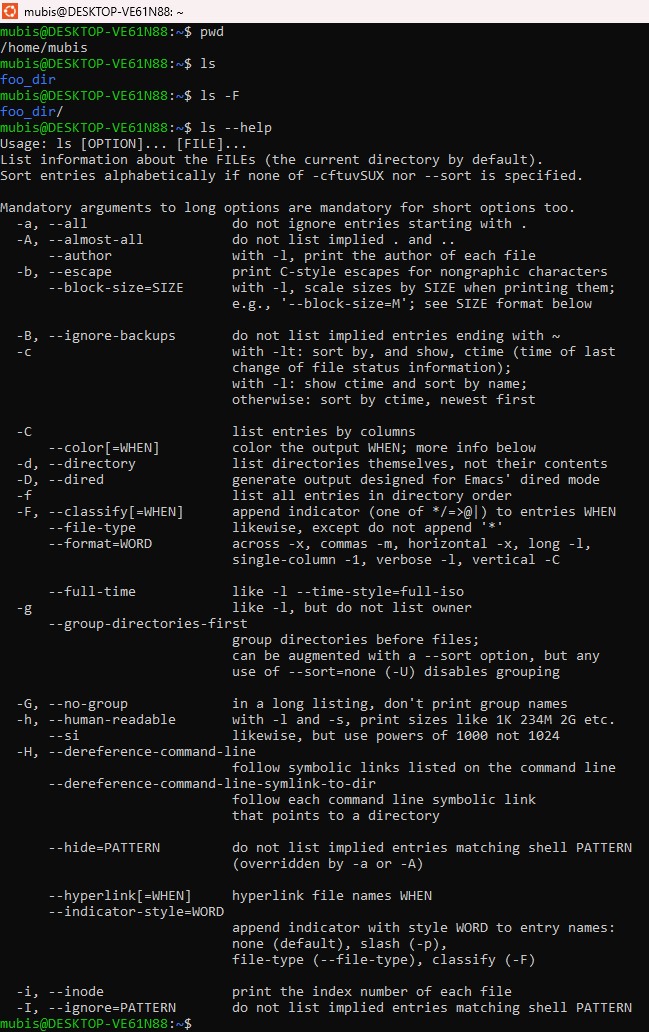 mubis@DESKTOP-VE61N88: ~
mubis@DESKTOP-VE61N88:~$ pwd
/home/mubis
mubis@DESKTOP-VE61N88:~$ ls
foo_dir
mubis@DESKTOP-VE61N88:~$ ls -F
foo_dir/
mubis@DESKTOP-VE61N88:~$ ls --help
Usage: ls [OPTION]... [FILE]...
List information about the FILEs (the current directory by default).
Sort entries alphabetically if none of -cftuvSUX nor --sort is specified.

Mandatory arguments to long options are mandatory for short options too.
  -a, --all                  do not ignore entries starting with .
  -A, --almost-all           do not list implied . and ..
      --author               with -l, print the author of each file
  -b, --escape               print C-style escapes for nongraphic characters
      --block-size=SIZE      with -l, scale sizes by SIZE when printing them;
                             e.g., '--block-size=M'; see SIZE format below

  -B, --ignore-backups       do not list implied entries ending with ~
  -c                         with -lt: sort by, and show, ctime (time of last
                             change of file status information);
                             with -l: show ctime and sort by name;
                             otherwise: sort by ctime, newest first

  -C                         list entries by columns
      --color[=WHEN]         color the output WHEN; more info below
  -d, --directory            list directories themselves, not their contents
  -D, --dired                generate output designed for Emacs' dired mode
  -f                         list all entries in directory order
  -F, --classify[=WHEN]      append indicator (one of */=>@|) to entries WHEN
      --file-type            likewise, except do not append '*'
      --format=WORD          across -x, commas -m, horizontal -x, long -l,
                             single-column -1, verbose -l, vertical -C

      --full-time            like -l --time-style=full-iso
  -g                         like -l, but do not list owner
      --group-directories-first
                             group directories before files;
                             can be augmented with a --sort option, but any
                             use of --sort=none (-U) disables grouping

  -G, --no-group             in a long listing, don't print group names
  -h, --human-readable       with -l and -s, print sizes like 1K 234M 2G etc.
      --si                   likewise, but use powers of 1000 not 1024
  -H, --dereference-command-line
                             follow symbolic links listed on the command line
      --dereference-command-line-symlink-to-dir
                             follow each command line symbolic link
                             that points to a directory

      --hide=PATTERN         do not list implied entries matching shell PATTERN
                             (overridden by -a or -A)

      --hyperlink[=WHEN]     hyperlink file names WHEN
      --indicator-style=WORD
                             append indicator with style WORD to entry names:
                             none (default), slash (-p),
                             file-type (--file-type), classify (-F)

  -i, --inode                print the index number of each file
  -I, --ignore=PATTERN       do not list implied entries matching shell PATTERN
mubis@DESKTOP-VE61N88:~$